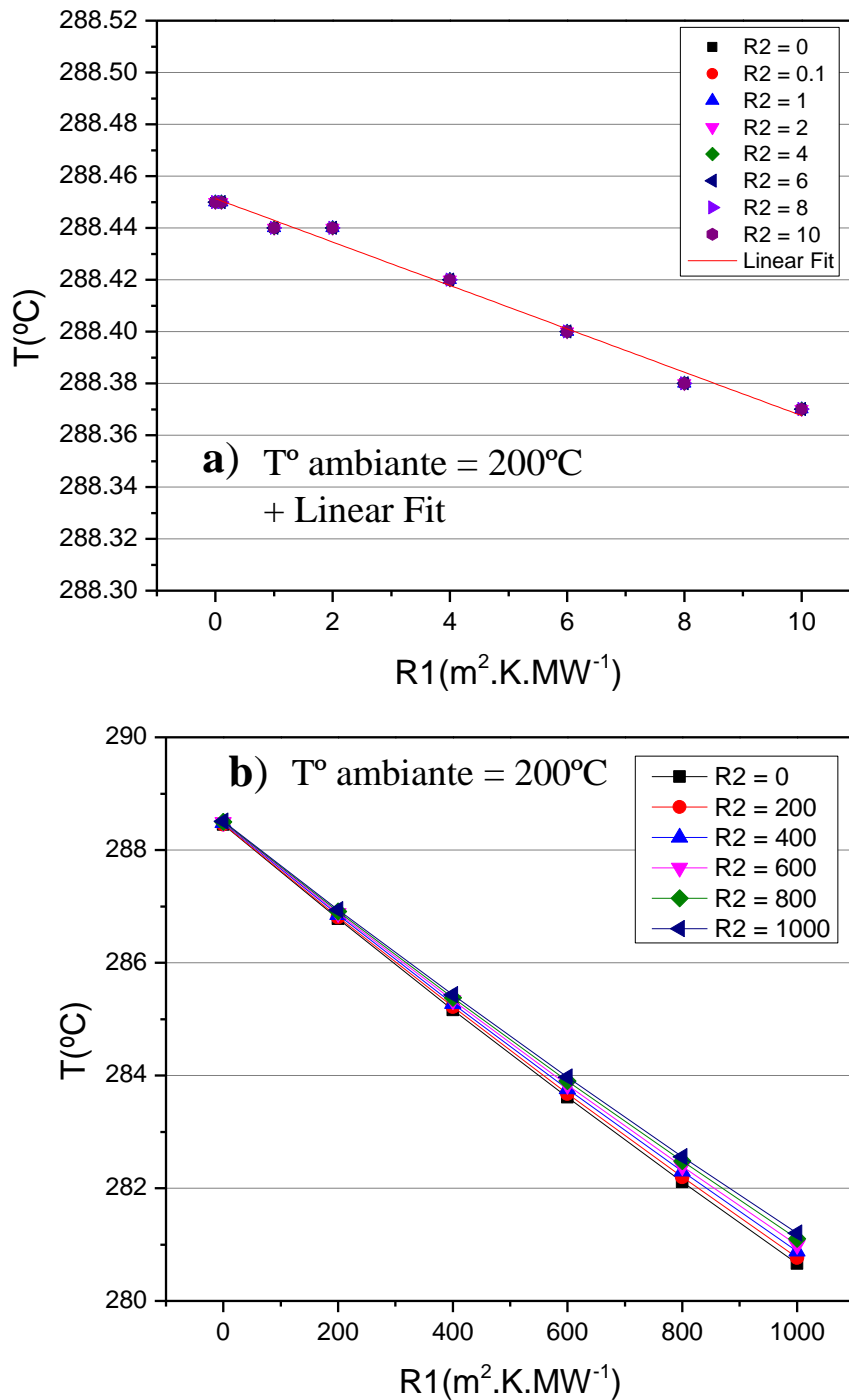 288.52
288.50
288.48
288.46
288.44
288.42
288.40
288.38
288.36
288.34
288.32
288.30
T(ºC)
R2 = 0
R2 = 0.1
R2 = 1
R2 = 2
R2 = 4
R2 = 6
R2 = 8
R2 = 10
Linear Fit
a) Tº ambiante = 200ºC
+ Linear Fit
0 2 4 6 8 10
R1(m².K.MW⁻¹)
290
288
286
284
282
280
T(ºC)
b) Tº ambiante = 200ºC
R2 = 0
R2 = 200
R2 = 400
R2 = 600
R2 = 800
R2 = 1000
0 200 400 600 800 1000
R1(m².K.MW⁻¹)